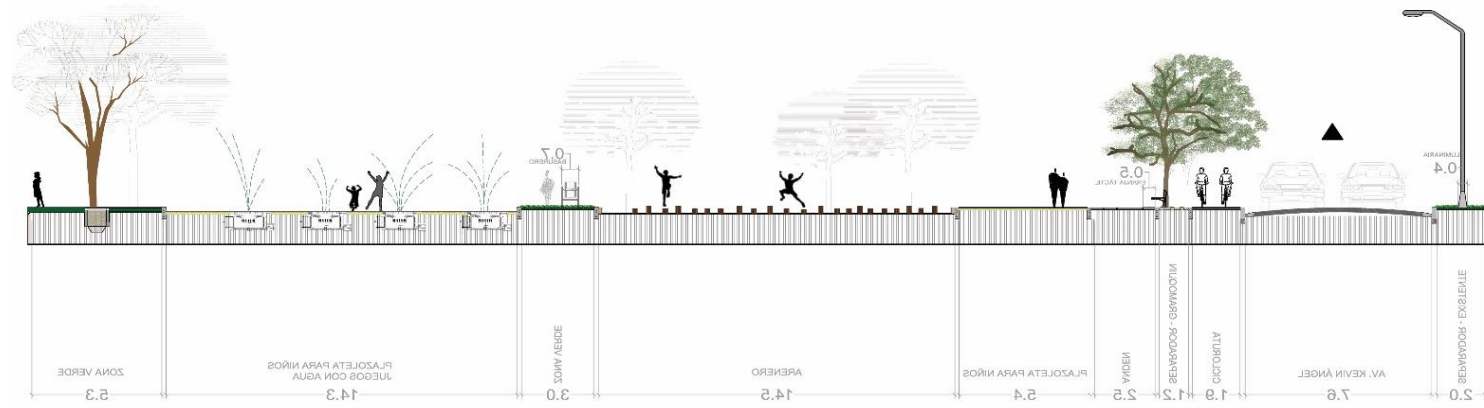 0.7
BASURERO
0.5
FRANJA TÁCTIL
LUMINARIA
0.4
ZONA VERDE
5.3
PLAZOLETA PARA NIÑOS
JUEGOS CON AGUA
14.3
ZONA VERDE
3.0
ARENERO
14.5
PLAZOLETA PARA NIÑOS
5.4
ANDEN
2.5
SEPARADOR - GRAMOQUIN
1.2
CICLORUTA
1.9
AV. KEVIN ÁNGEL
7.6
SEPARADOR - EXISTENTE
2.0